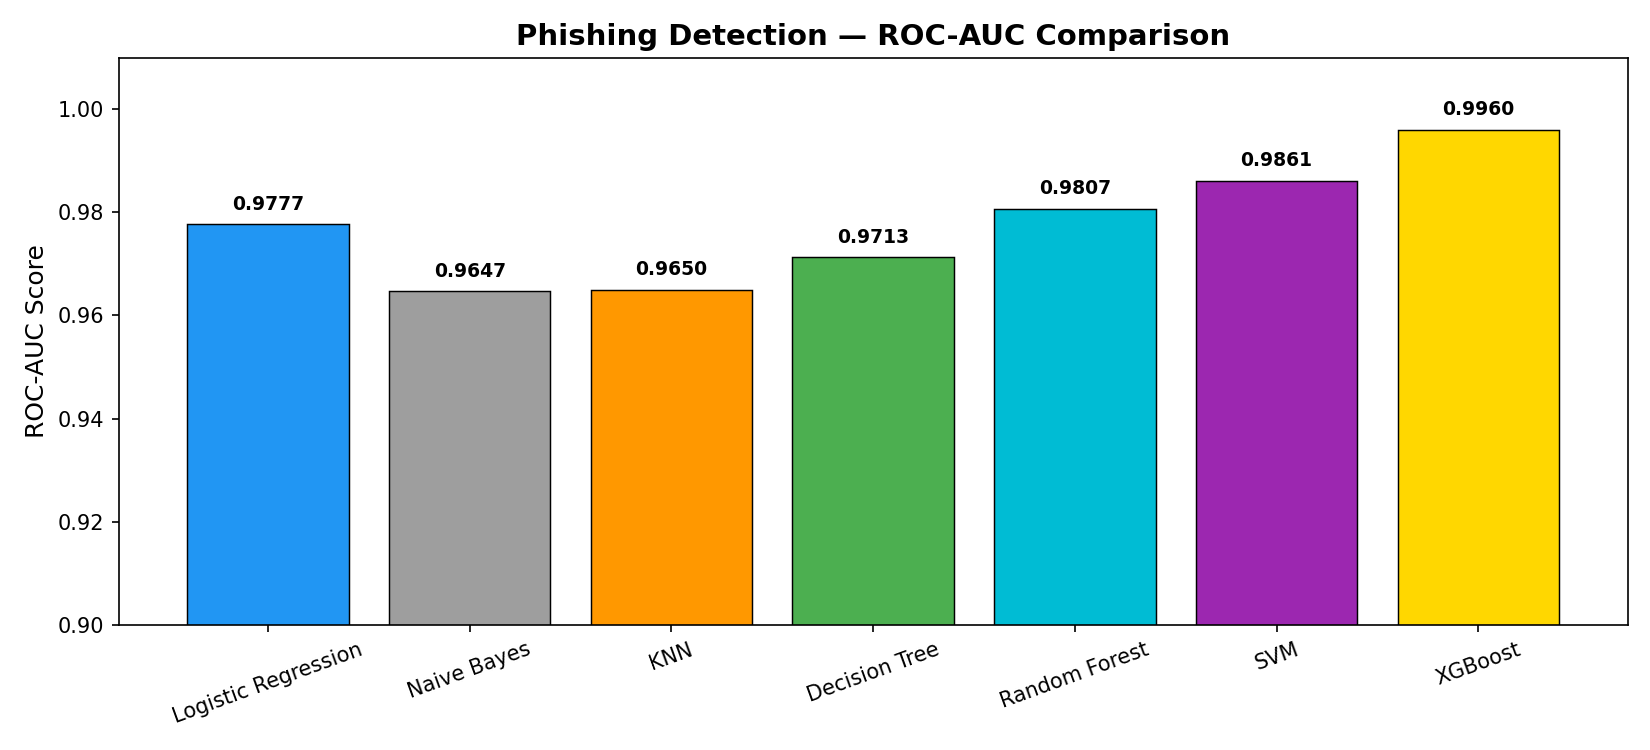 Phishing Detection — ROC-AUC Comparison
ROC-AUC Score
1.00
0.98
0.96
0.94
0.92
0.90
0.9777
0.9647
0.9650
0.9713
0.9807
0.9861
0.9960
Logistic Regression
Naive Bayes
KNN
Decision Tree
Random Forest
SVM
XGBoost